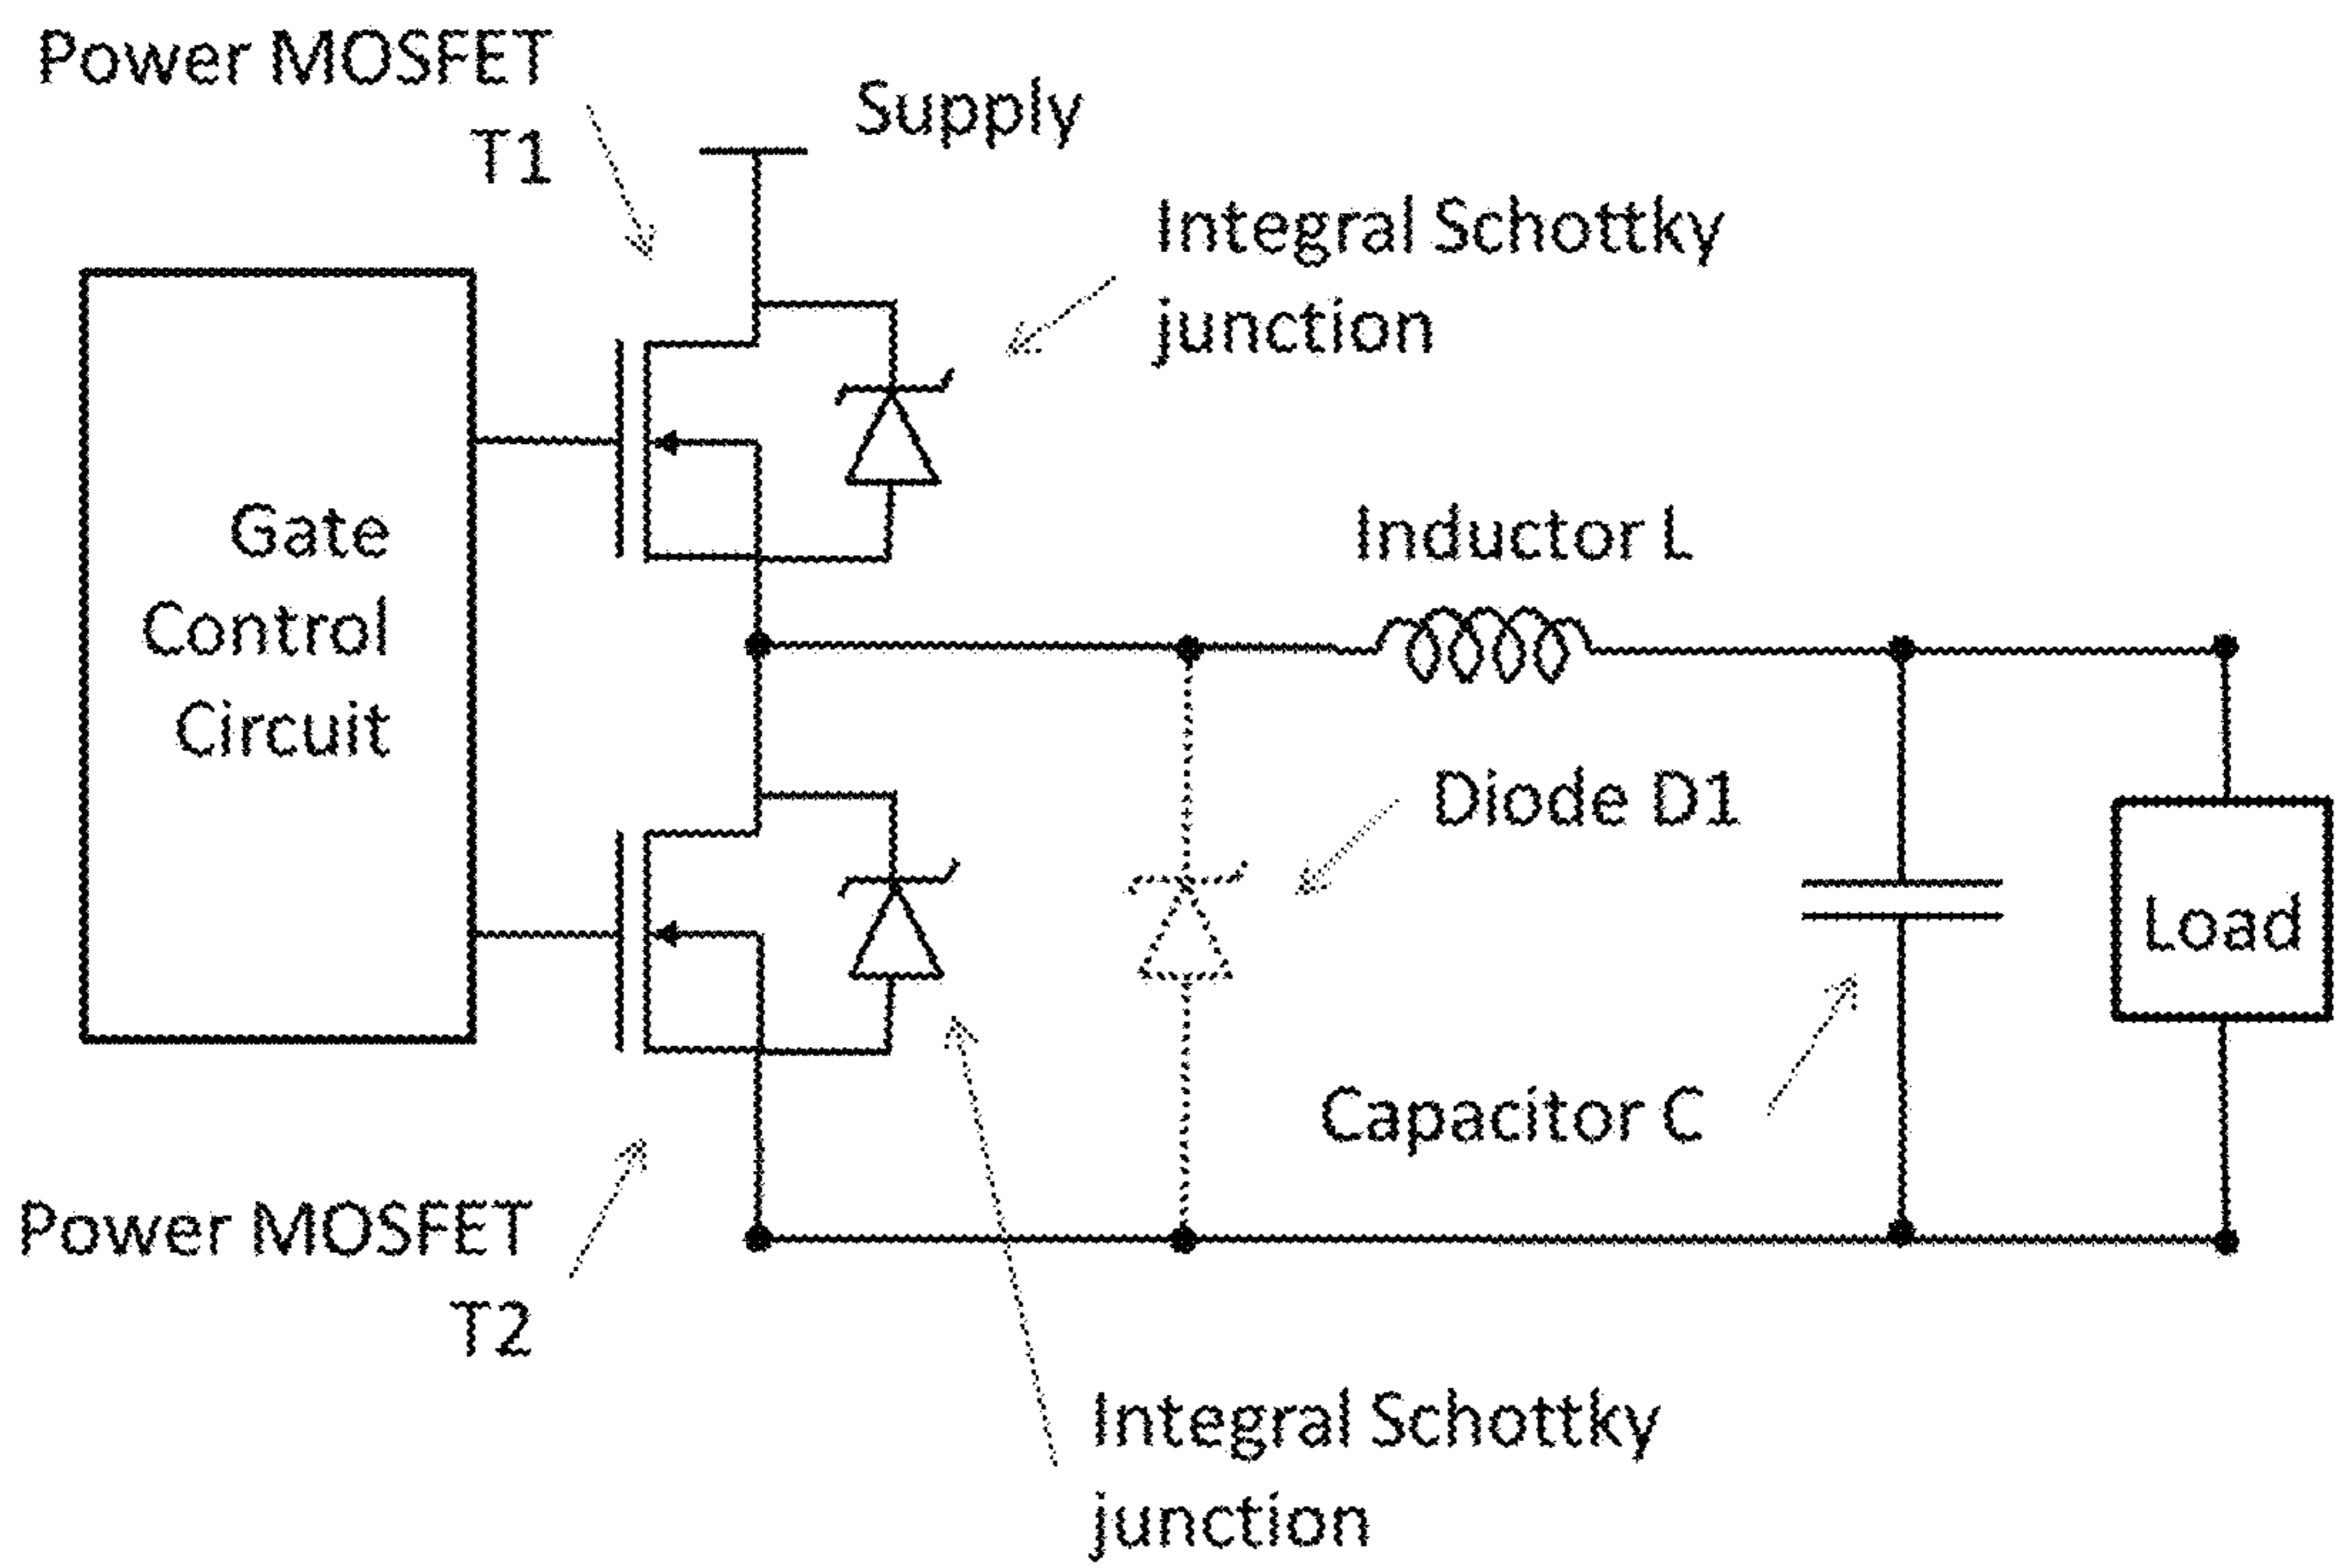 Power MOSFET
T1
Supply
Integral Schottky
junction
Gate
Control
Circuit
Inductor L
Diode D1
Load
Capacitor C
Power MOSFET
T2
Integral Schottky
junction